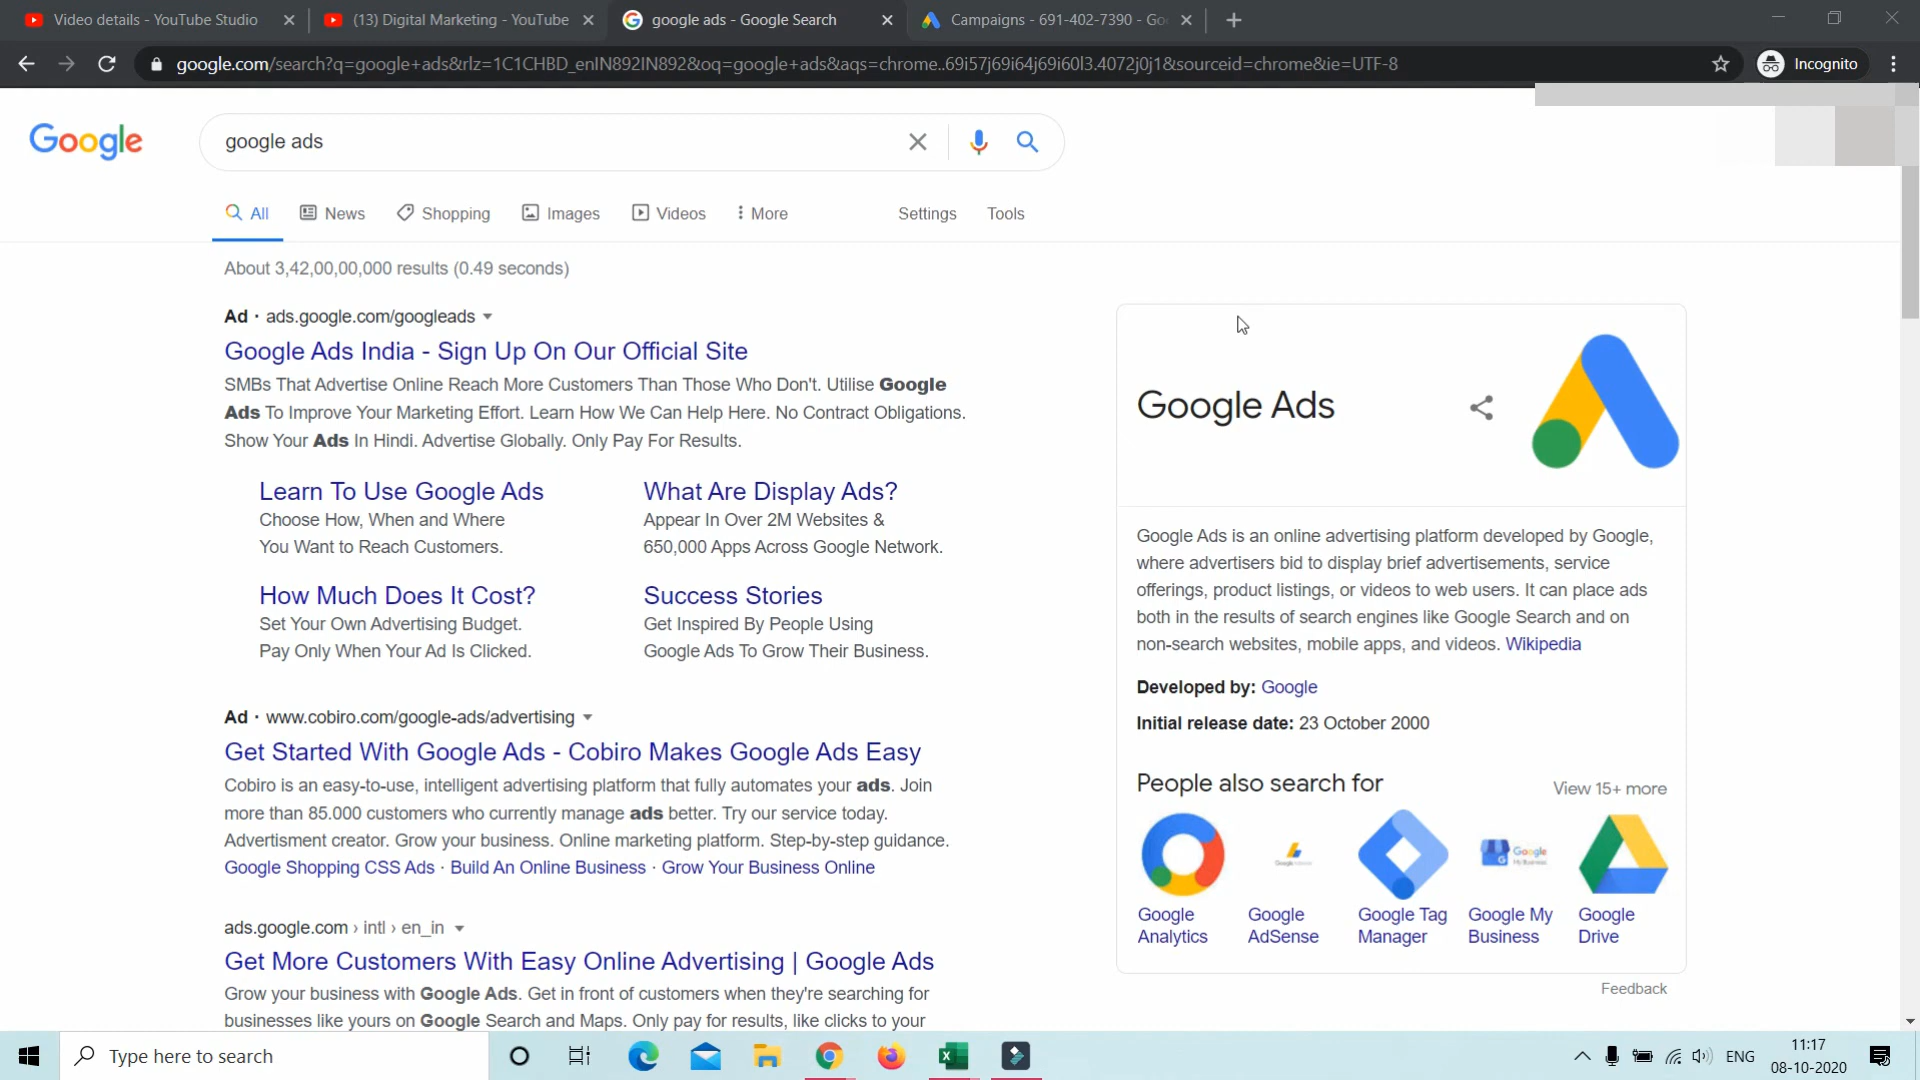 Video details - YouTube Studio
(13) Digital Marketing - YouTube
google ads - Google Search
Campaigns - 691-402-7390 - Go
google.com/search?q=google+ads&rlz=1C1CHBD_enIN892IN892&oq=google+ads&aqs=chrome..69i57j69i64j69i60l3.4072j0j1&sourceid=chrome&ie=UTF-8
Incognito
Google
google ads
All
News
Shopping
Images
Videos
More
Settings
Tools
About 3,42,00,00,000 results (0.49 seconds)
Ad · ads.google.com/googleads
Google Ads India - Sign Up On Our Official Site
SMBs That Advertise Online Reach More Customers Than Those Who Don't. Utilise Google
Ads To Improve Your Marketing Effort. Learn How We Can Help Here. No Contract Obligations.
Show Your Ads In Hindi. Advertise Globally. Only Pay For Results.
Learn To Use Google Ads
Choose How, When and Where
You Want to Reach Customers.
What Are Display Ads?
Appear In Over 2M Websites &
650,000 Apps Across Google Network.
How Much Does It Cost?
Set Your Own Advertising Budget.
Pay Only When Your Ad Is Clicked.
Success Stories
Get Inspired By People Using
Google Ads To Grow Their Business.
Ad · www.cobiro.com/google-ads/advertising
Get Started With Google Ads - Cobiro Makes Google Ads Easy
Cobiro is an easy-to-use, intelligent advertising platform that fully automates your ads. Join
more than 85.000 customers who currently manage ads better. Try our service today.
Advertisment creator. Grow your business. Online marketing platform. Step-by-step guidance.
Google Shopping CSS Ads · Build An Online Business · Grow Your Business Online
ads.google.com › intl › en_in
Get More Customers With Easy Online Advertising | Google Ads
Grow your business with Google Ads. Get in front of customers when they're searching for
businesses like yours on Google Search and Maps. Only pay for results, like clicks to your
Google Ads
Google Ads is an online advertising platform developed by Google,
where advertisers bid to display brief advertisements, service
offerings, product listings, or videos to web users. It can place ads
both in the results of search engines like Google Search and on
non-search websites, mobile apps, and videos. Wikipedia
Developed by: Google
Initial release date: 23 October 2000
People also search for
View 15+ more
Google
Google
Analytics
Google
AdSense
Google Tag
Manager
Google My
Business
Google
Drive
Feedback
Type here to search
ENG
11:17
08-10-2020